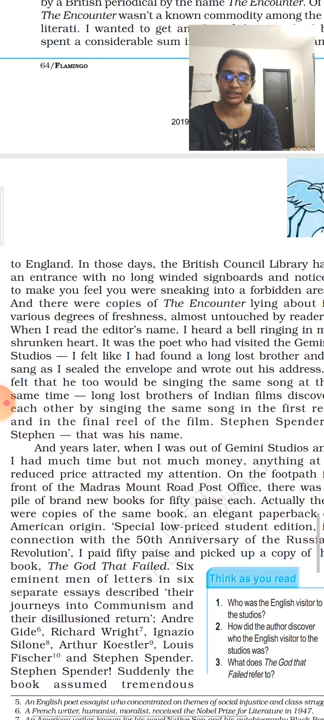 by a British periodical by the name The Encounter. Of
The Encounter wasn't a known commodity among the
literati. I wanted to get an
spent a considerable sum
64/FLAMINGO
2019
to England. In those days, the British Council Library ha
an entrance with no long winded signboards and notice
to make you feel you were sneaking into a forbidden are
And there were copies of The Encounter lying about i
various degrees of freshness, almost untouched by reader
When I read the editor's name, I heard a bell ringing in m
shrunken heart. It was the poet who had visited the Gemi
Studios — I felt like I had found a long lost brother and
sang as I sealed the envelope and wrote out his address.
felt that he too would be singing the same song at th
same time — long lost brothers of Indian films discov
each other by singing the same song in the first re
and in the final reel of the film. Stephen Spender
Stephen — that was his name.
And years later, when I was out of Gemini Studios an
I had much time but not much money, anything at
reduced price attracted my attention. On the footpath i
front of the Madras Mount Road Post Office, there was
pile of brand new books for fifty paise each. Actually the
were copies of the same book, an elegant paperback
American origin. 'Special low-priced student edition, i
connection with the 50th Anniversary of the Russia
Revolution', I paid fifty paise and picked up a copy of
book, The God That Failed. Six
eminent men of letters in six
separate essays described 'their
journeys into Communism and
their disillusioned return'; Andre
Gide6, Richard Wright7, Ignazio
Silone8, Arthur Koestler9, Louis
Fischer10 and Stephen Spender.
Stephen Spender! Suddenly the
book assumed tremendous
Think as you read
1. Who was the English visitor to
the studios?
2. How did the author discover
who the English visitor to the
studios was?
3. What does The God that
Failed refer to?
5. An English poet essayist who concentrated on themes of social injustice and class strugg
6. A French writer, humanist, moralist, received the Nobel Prize for Literature in 1947.